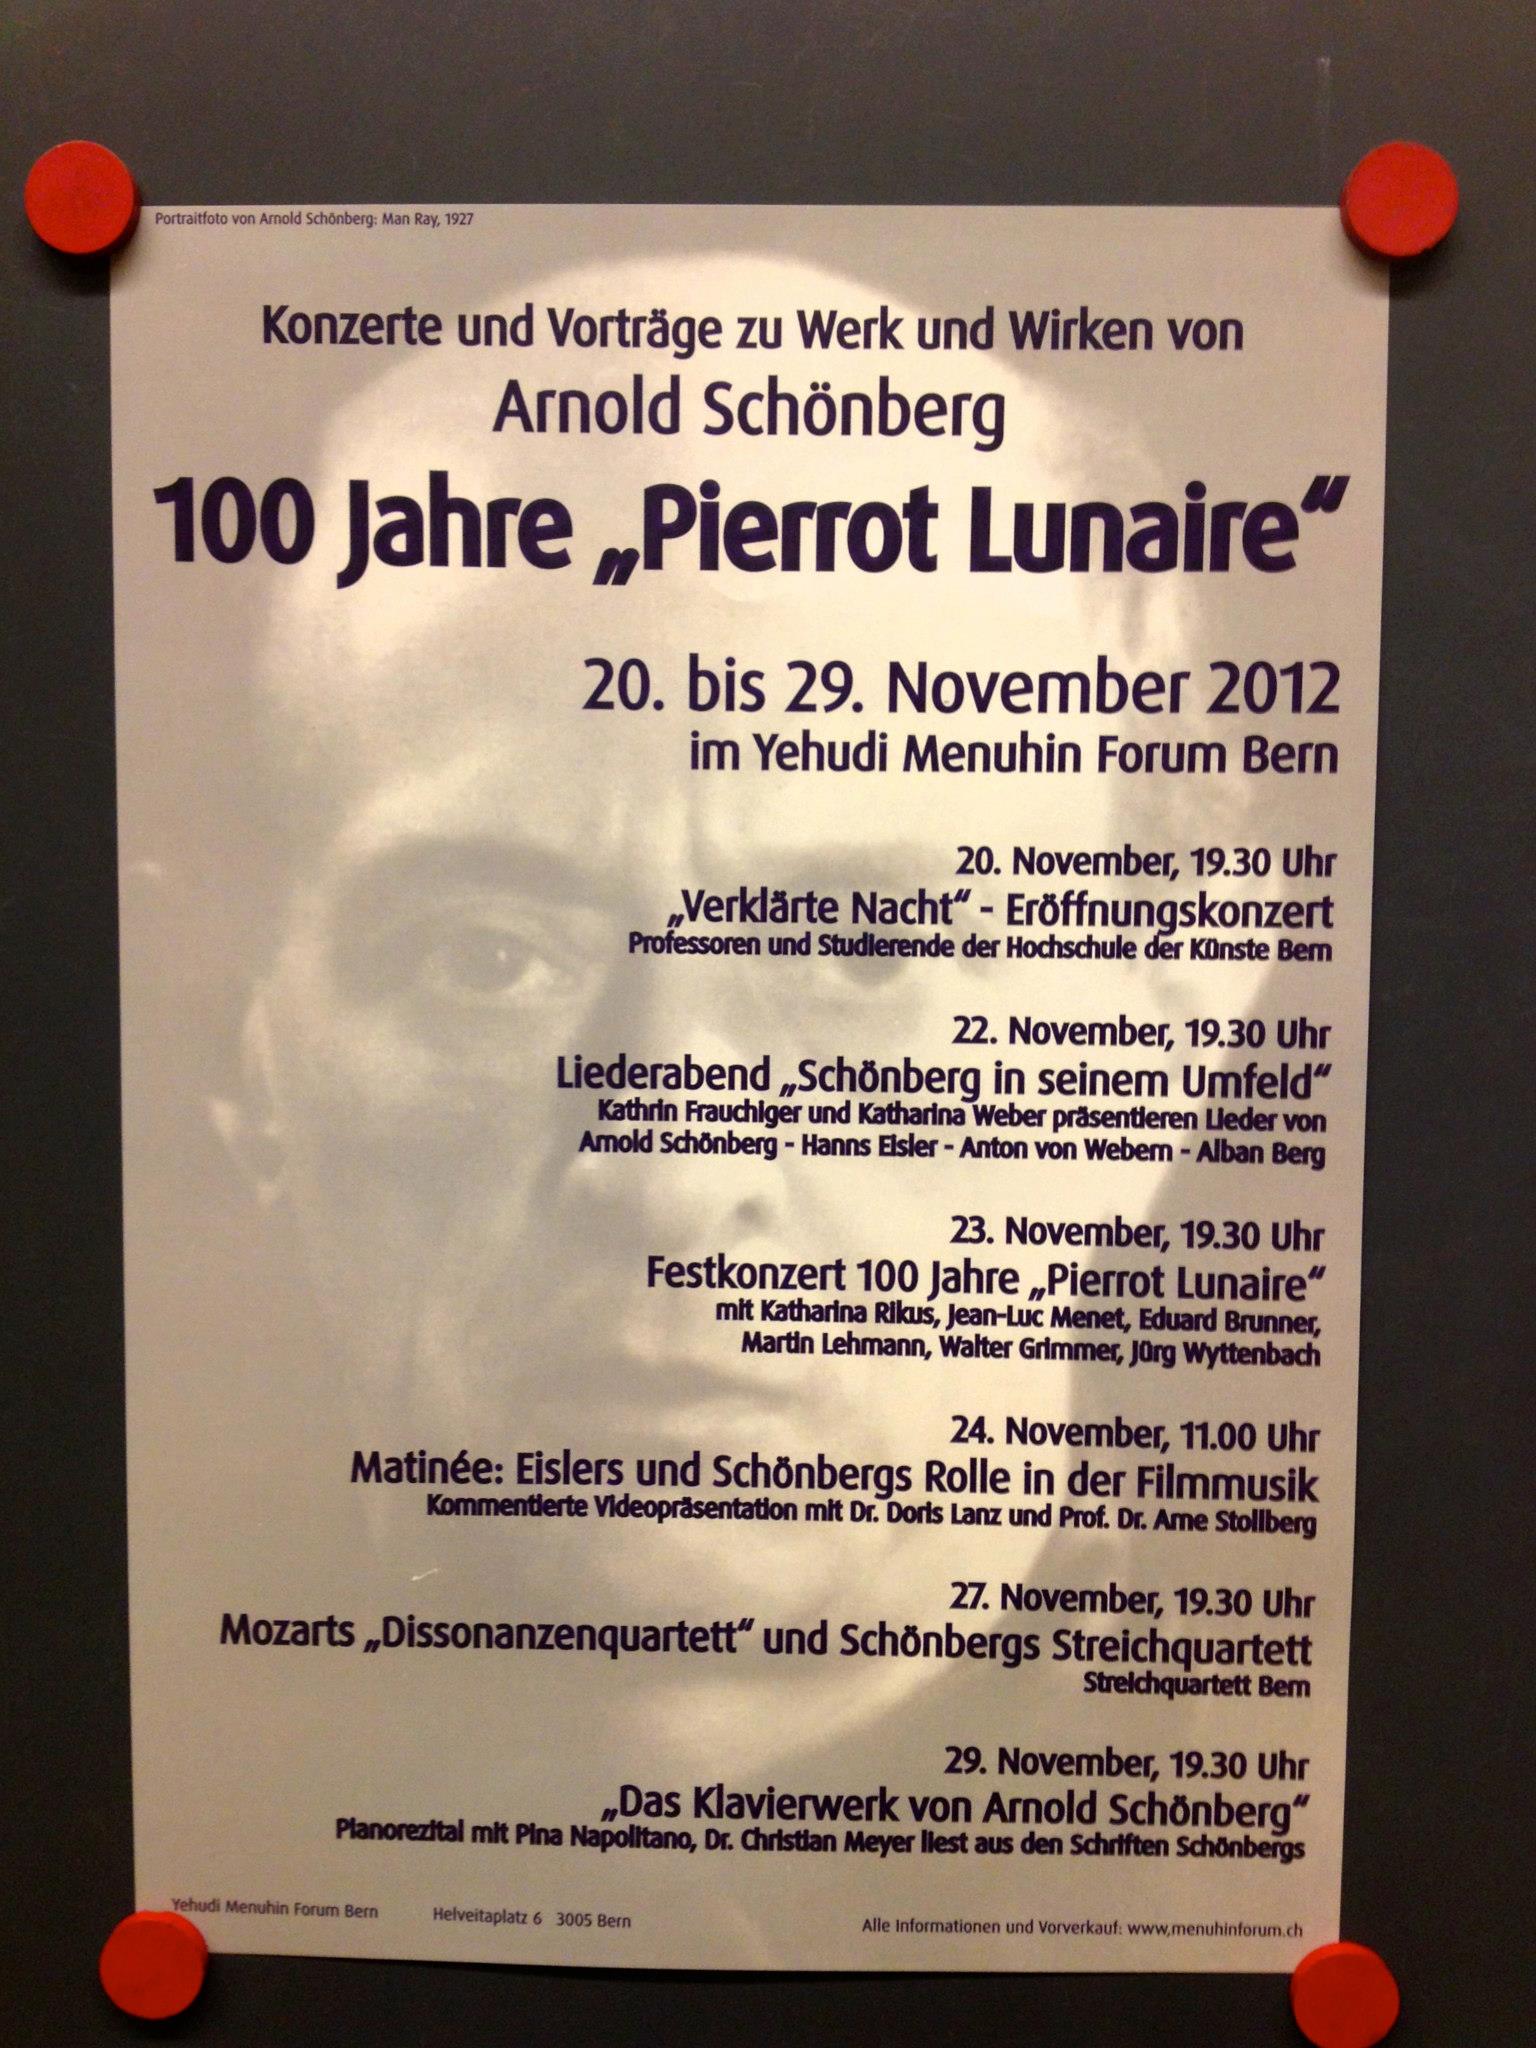 Portraitfoto von Arnold Schönberg: Man Ray, 1927
Konzerte und Vorträge zu Werk und Wirken von
Arnold Schönberg
100 Jahre „Pierrot Lunaire“
20. bis 29. November 2012
im Yehudi Menuhin Forum Bern
20. November, 19.30 Uhr
„Verklärte Nacht“ - Eröffnungskonzert
Professoren und Studierende der Hochschule der Künste Bern
22. November, 19.30 Uhr
Liederabend „Schönberg in seinem Umfeld“
Kathrin Frauchiger und Katharina Weber präsentieren Lieder von
Arnold Schönberg - Hanns Eisler - Anton von Webern - Alban Berg
23. November, 19.30 Uhr
Festkonzert 100 Jahre „Pierrot Lunaire“
mit Katharina Rikus, Jean-Luc Menet, Eduard Brunner,
Martin Lehmann, Walter Grimmer, Jürg Wyttenbach
24. November, 11.00 Uhr
Matinée: Eislers und Schönbergs Rolle in der Filmmusik
Kommentierte Videopräsentation mit Dr. Doris Lanz und Prof. Dr. Arne Stollberg
27. November, 19.30 Uhr
Mozarts „Dissonanzenquartett“ und Schönbergs Streichquartett
Streichquartett Bern
29. November, 19.30 Uhr
„Das Klavierwerk von Arnold Schönberg“
Pianorezital mit Pina Napolitano, Dr. Christian Meyer liest aus den Schriften Schönbergs
Yehudi Menuhin Forum Bern Helveitaplatz 6 3005 Bern Alle Informationen und Vorverkauf: www,menuhinforum.ch